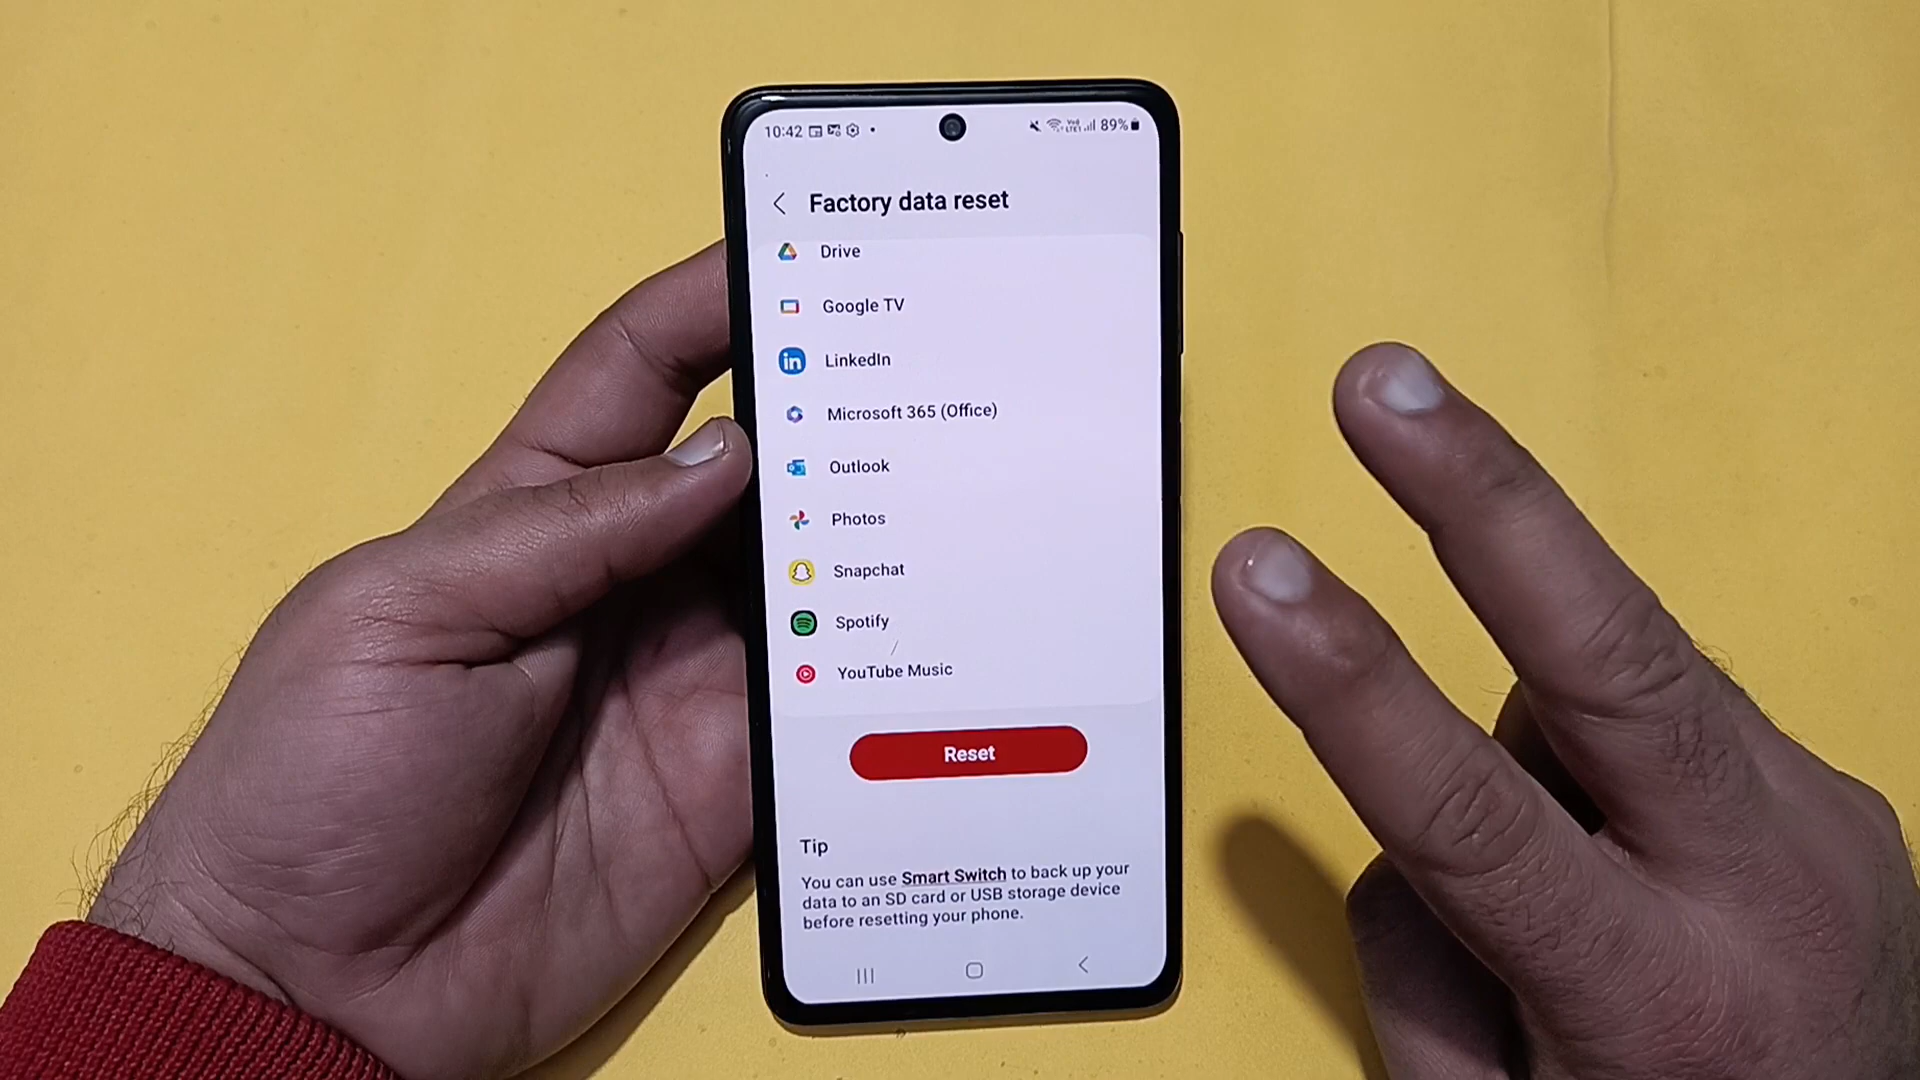 10:42
89%
Factory data reset
Drive
Google TV
LinkedIn
Microsoft 365 (Office)
Outlook
Photos
Snapchat
Spotify
YouTube Music
Reset
Tip
You can use Smart Switch to back up your
data to an SD card or USB storage device
before resetting your phone.